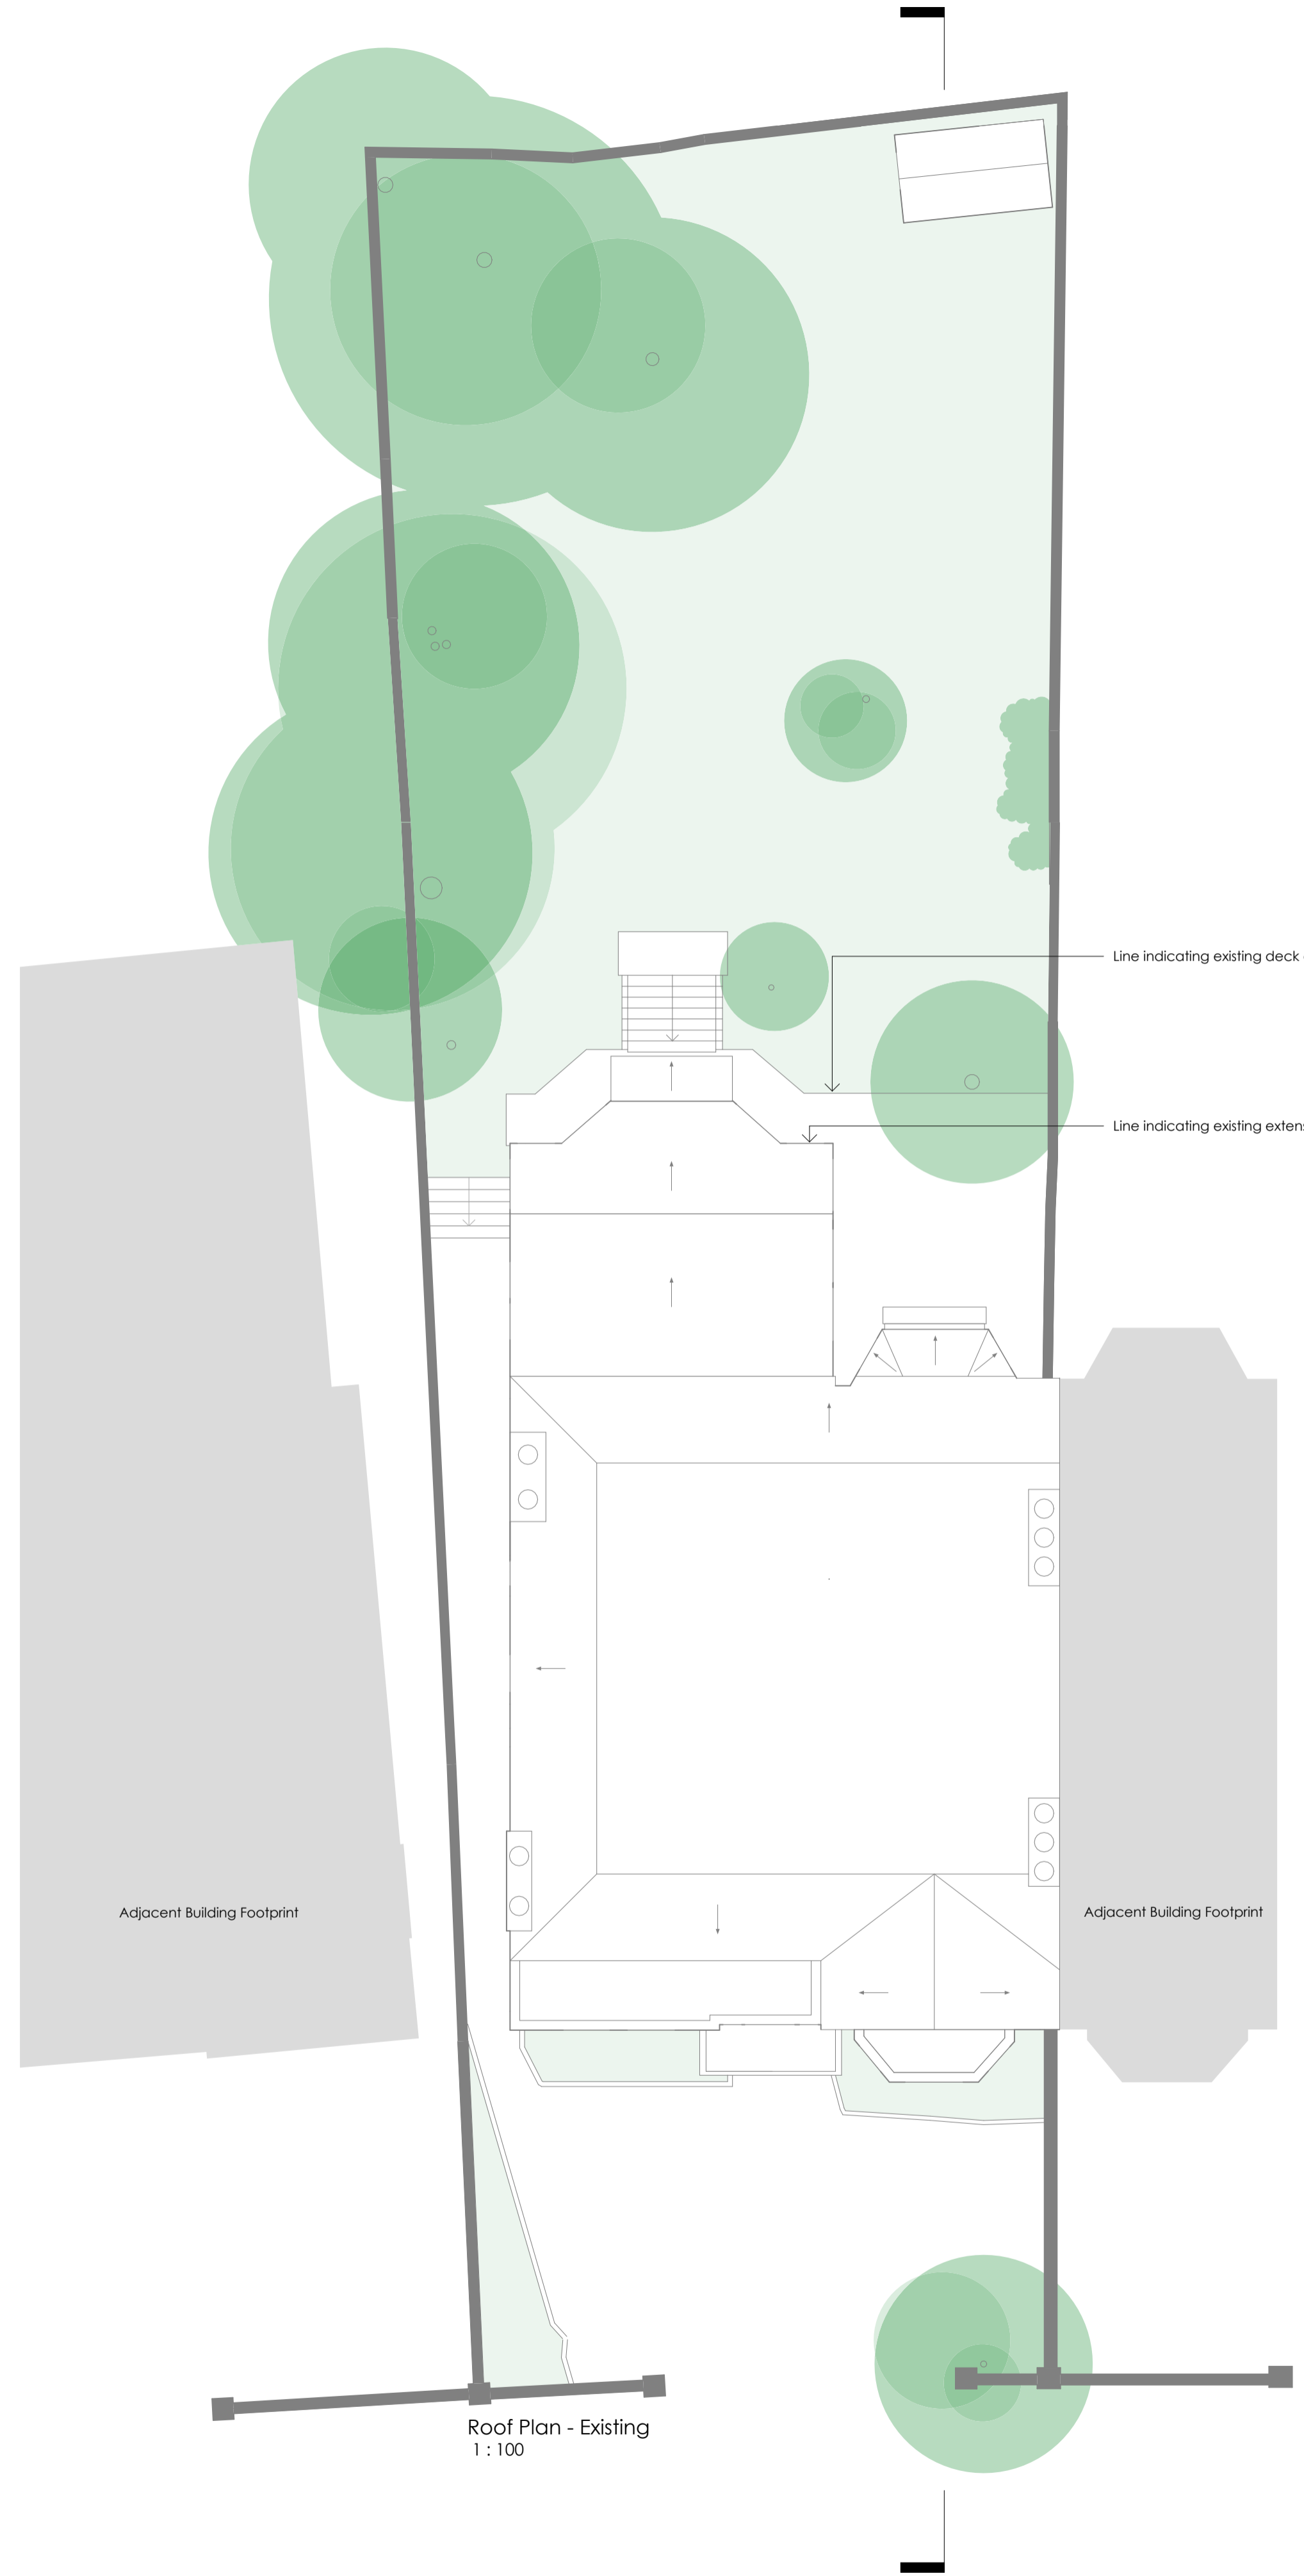 Line indicating existing deck
Line indicating existing
Adjacent Building Footprint
Adjacent Building Footprint
Roof Plan - Existing
1 : 100